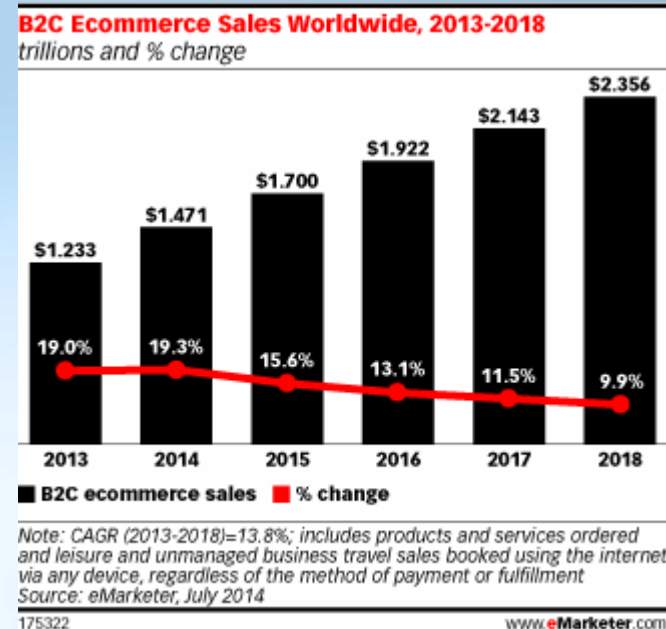 B2C Ecommerce Sales Worldwide, 2013-2018
trillions and % change
$2.356
$2.143
$1.922
$1.700
$1.471
$1.233
19.0% 19.3% 15.6% 13.1% 11.5% 9.9%
2013 2014 2015 2016 2017 2018
B2C ecommerce sales % change
Note: CAGR (2013-2018)=13.8%; includes products and services ordered
and leisure and unmanaged business travel sales booked using the internet
via any device, regardless of the method of payment or fulfillment
Source: eMarketer, July 2014
175322 www.eMarketer.com